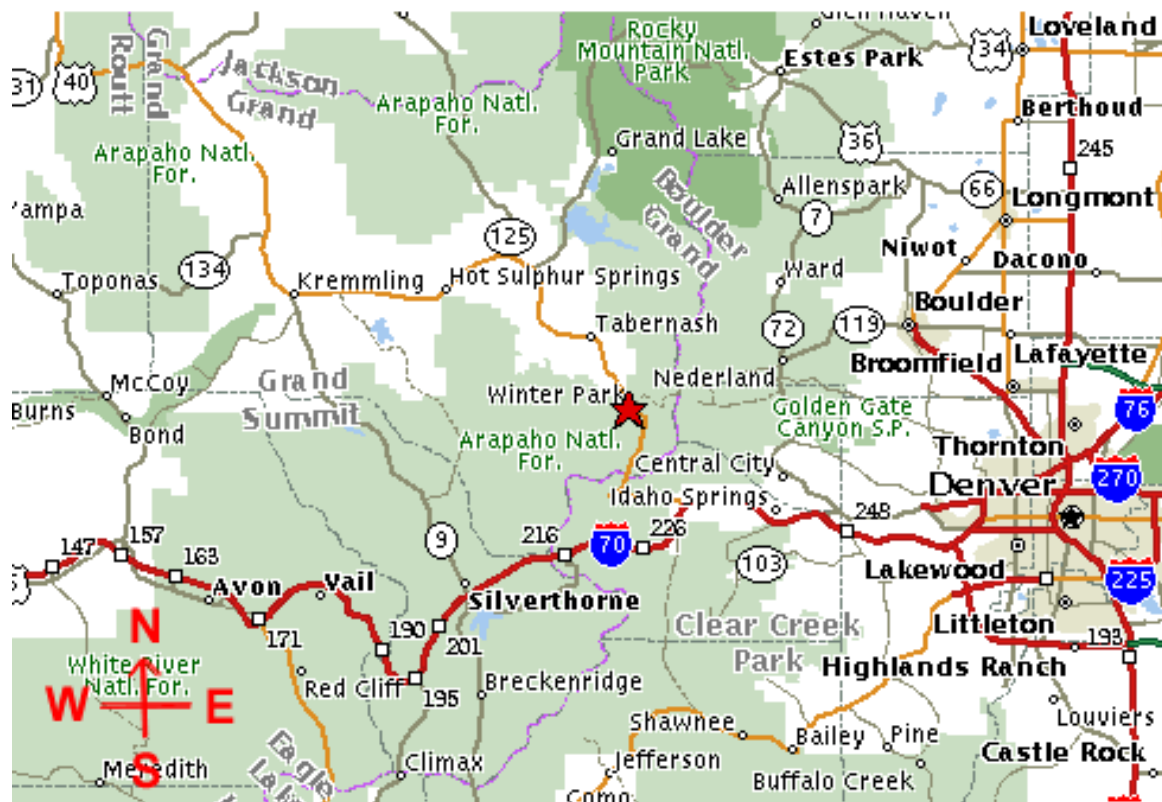 Glen Haven
Rocky
Mountain Natl.
Park
34
Loveland
Grand
Routt
40
Jackson
Grand
Estes Park
31
Arapaho Natl.
For.
Berthoud
Arapaho Natl.
For.
Grand Lake
36
245
Boulder
Grand
Allenspark
66
Longmont
7
125
Niwot
Dacono
134
Toponas
Kremmling
Hot Sulphur Springs
Ward
Boulder
Tabernash
72
119
Broomfield
Lafayette
McCoy
Grand
Summit
Winter Park
Nederland
Burns
Golden Gate
Canyon S.P.
76
Bond
Arapaho Natl.
For.
Thornton
Central City
Denver
270
Idaho Springs
248
9
216
70
226
157
147
163
103
Avon
Vail
Silverthorne
Lakewood
225
N
171
190
201
Clear Creek
Park
Littleton
193
White River
Natl. For.
Highlands Ranch
W
E
Red Cliff
195
Breckenridge
Louviers
Shawnee
Bailey
Pine
S
Climax
Jefferson
Castle Rock
Eagle
Buffalo Creek
Como